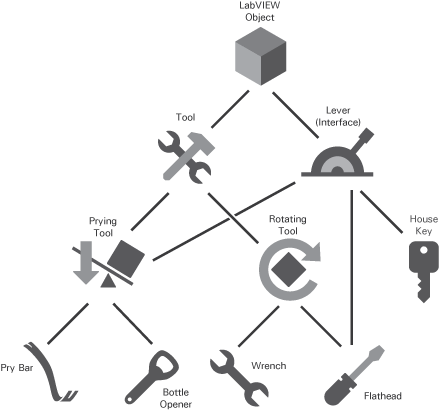 LabVIEW
Object
Tool
Lever
(Interface)
Prying
Tool
Rotating
Tool
House
Key
Pry Bar
Bottle
Opener
Wrench
Flathead